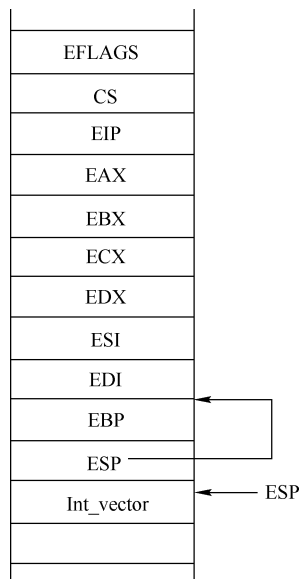 EFLAGS
CS
EIP
EAX
EBX
ECX
EDX
ESI
EDI
EBP
ESP
ESP
Int_vector